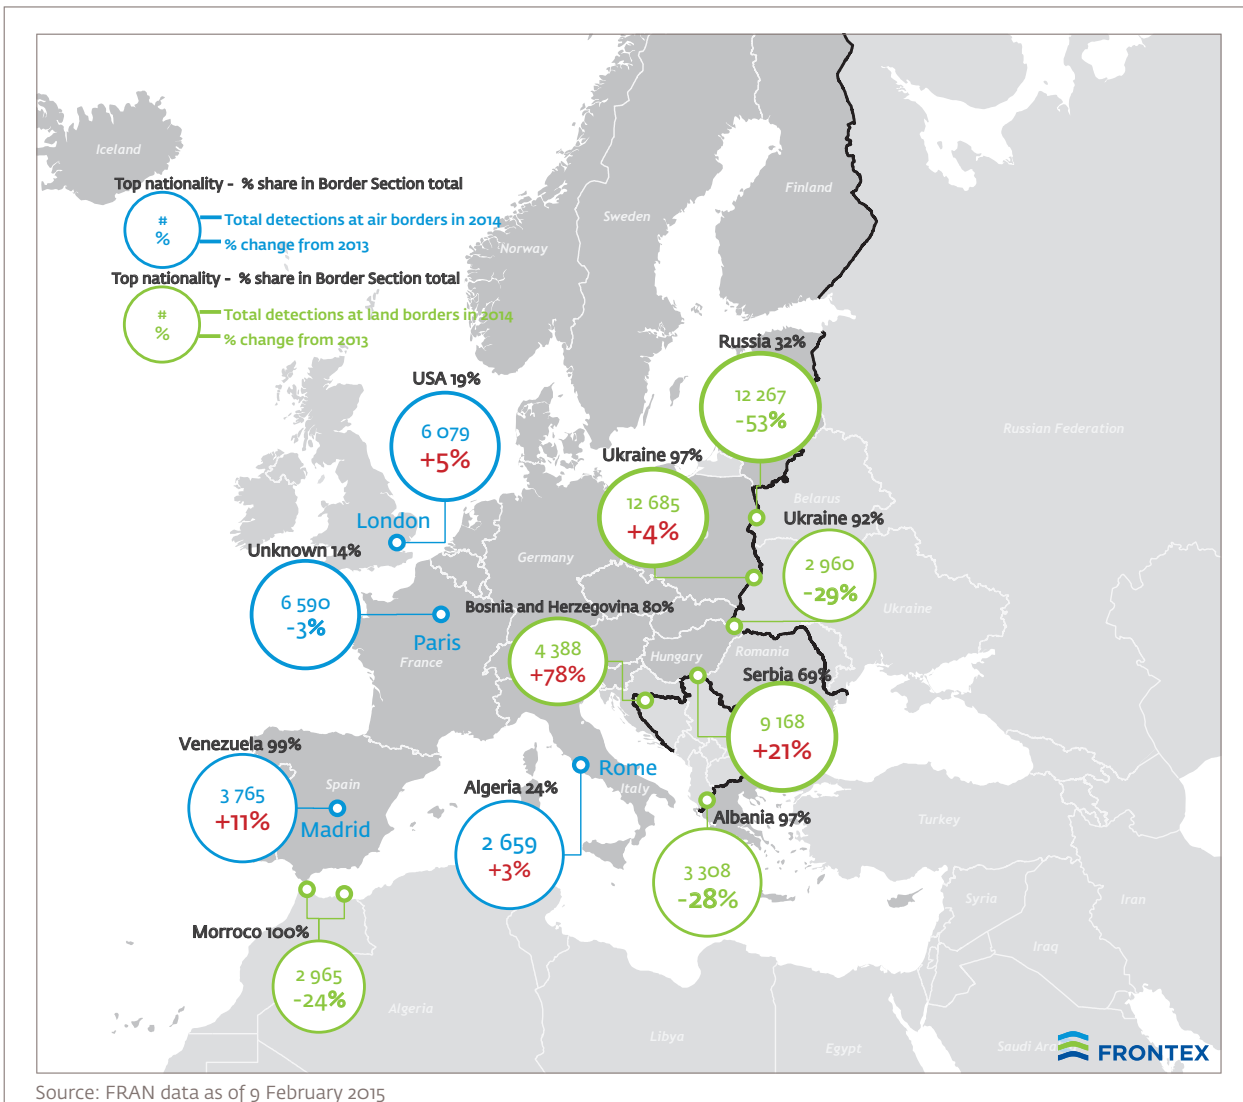 Iceland
Top nationality - % share in Border Section total
#
%
Total detections at air borders in 2014
% change from 2013
Top nationality - % share in Border Section total
#
%
Total detections at land borders in 2014
% change from 2013
Finland
Sweden
Norway
Russia 32%
12 267
-53%
USA 19%
6 079
+5%
Russian Federation
Ukraine 97%
12 685
+4%
Belarus
London
Ukraine 92%
2 960
-29%
Unknown 14%
6 590
-3%
Germany
Bosnia and Herzegovina 80%
4 388
+78%
Ukraine
Paris
France
Hungary
Romania
Serbia 69%
9 168
+21%
Venezuela 99%
3 765
+11%
Spain
Madrid
Rome
Italy
Algeria 24%
2 659
+3%
Albania 97%
3 308
-28%
Turkey
Syria
Iran
Morroco 100%
2 965
-24%
Iraq
Algeria
Libya
Egypt
Saudi Ara
FRONTEX
Source: FRAN data as of 9 February 2015